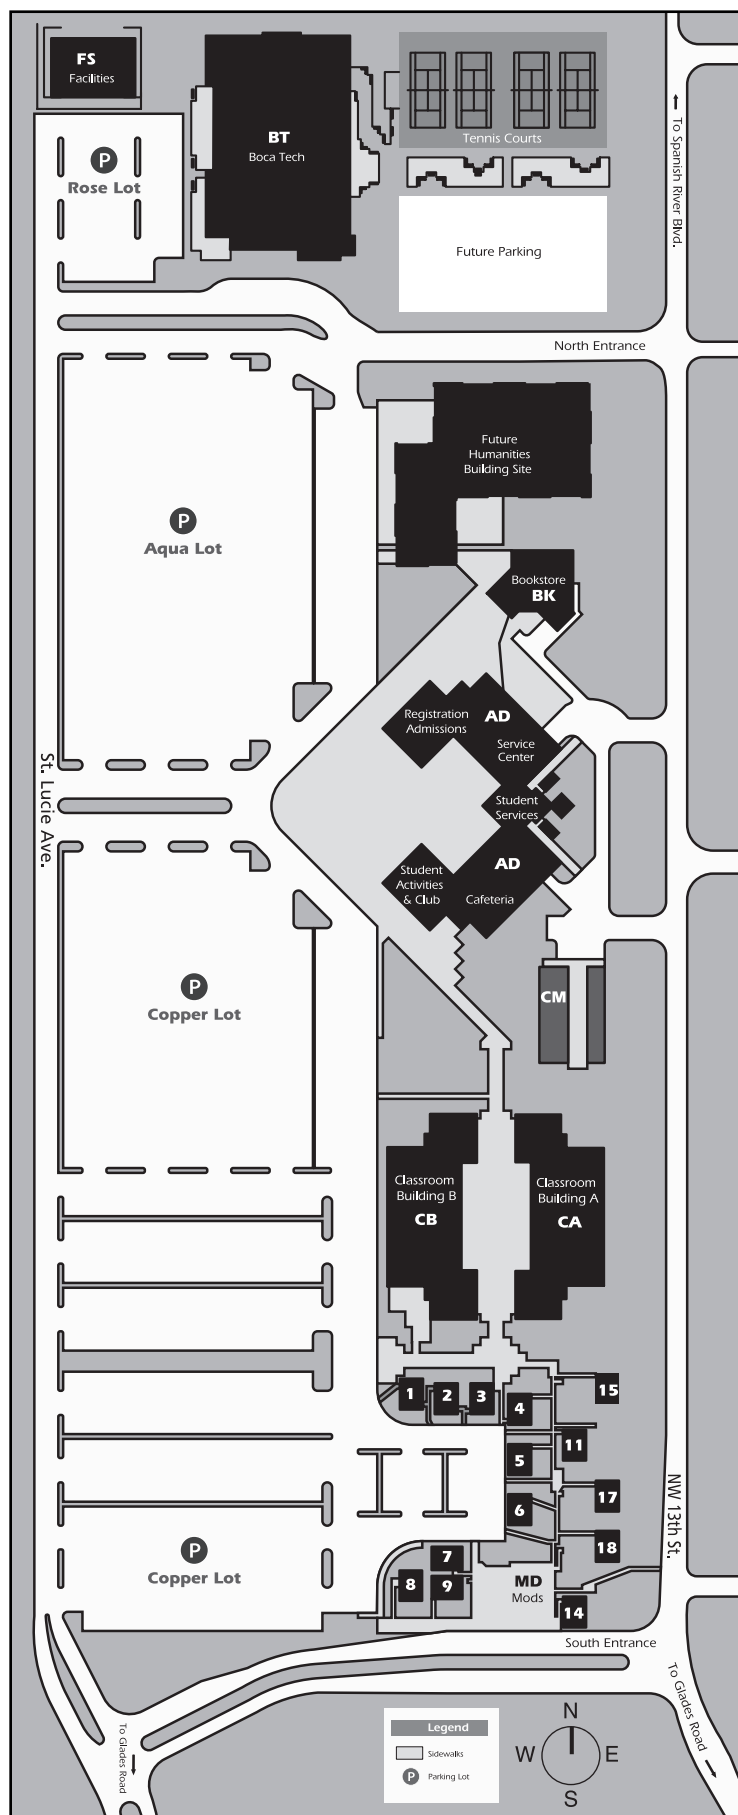 FS
Facilities
BT
Boca Tech
Tennis Courts
← To Spanish River Blvd.
P
Rose Lot
Future Parking
North Entrance
Future
Humanities
Building Site
P
Aqua Lot
Bookstore
BK
Registration
Admissions
AD
Service
Center
Student
Services
St. Lucie Ave.
AD
Student
Activities
& Club
Cafeteria
P
Copper Lot
CM
Classroom
Building B
CB
Classroom
Building A
CA
1
2
3
4
15
5
11
6
17
NW 13th St.
18
P
Copper Lot
7
8
9
MD
Mods
14
South Entrance
To Glades Road →
To Glades Road →
Legend
Sidewalks
P Parking Lot
N
W E
S